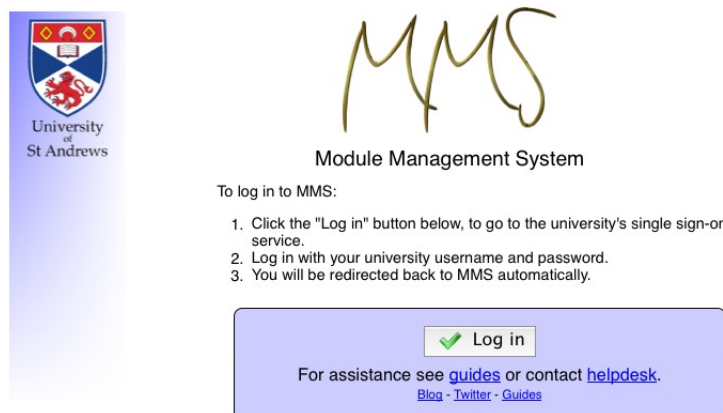 University
of
St Andrews
MMS
Module Management System
To log in to MMS:
1. Click the "Log in" button below, to go to the university's single sign-on
service.
2. Log in with your university username and password.
3. You will be redirected back to MMS automatically.
Log in
For assistance see guides or contact helpdesk.
Blog - Twitter - Guides